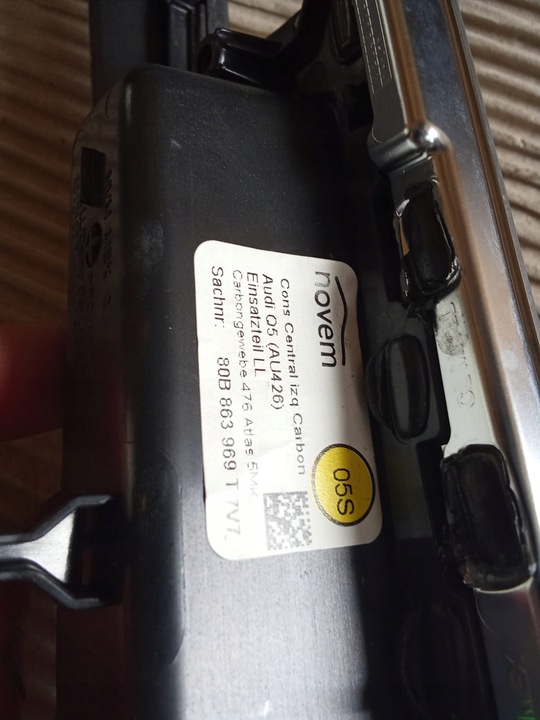 novem
Cons Central izq Carbon
Audi Q5 (AU426)
Einsatzteil LL
Carbongewebe 476 Atlas 5MK
Sachnr: 80B 863 969 T 7V7
05S